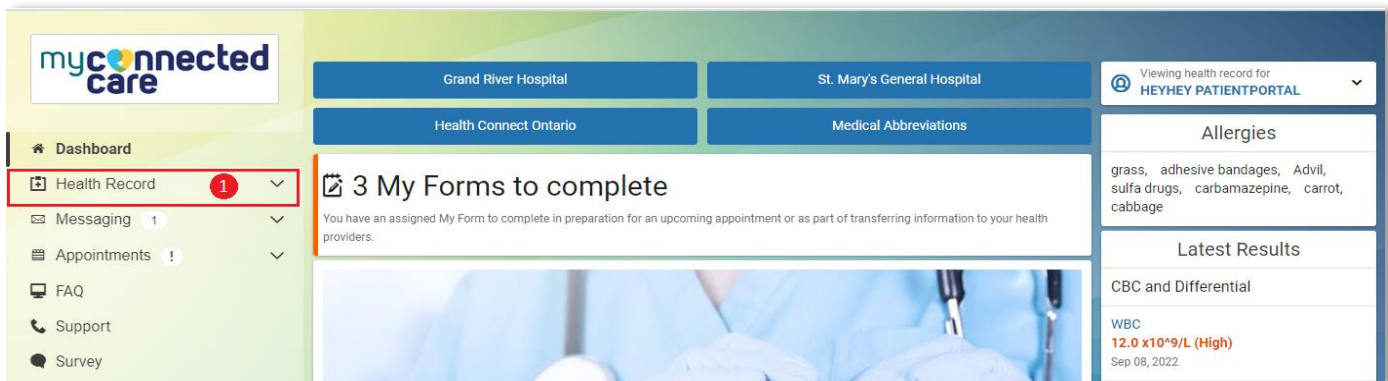 myconnected
care
Dashboard
Health Record 1
Messaging 1
Appointments !
FAQ
Support
Survey
Grand River Hospital
St. Mary's General Hospital
Health Connect Ontario
Medical Abbreviations
3 My Forms to complete
You have an assigned My Form to complete in preparation for an upcoming appointment or as part of transferring information to your health
providers.
Viewing health record for
HEYHEY PATIENTPORTAL
Allergies
grass, adhesive bandages, Advil,
sulfa drugs, carbamazepine, carrot,
cabbage
Latest Results
CBC and Differential
WBC
12.0 x10^9/L (High)
Sep 08, 2022